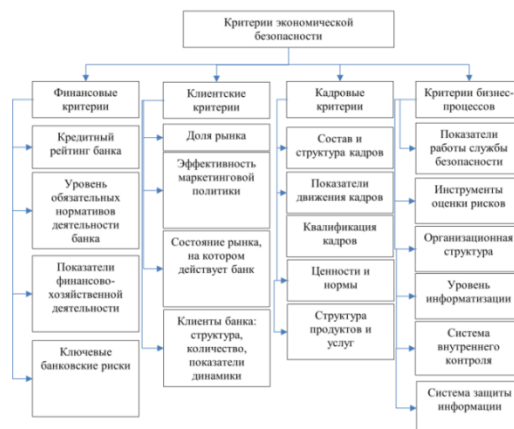 Критерии экономической
безопасности
Финансовые
критерии
Кредитный
рейтинг банка
Уровень
обязательных
нормативов
деятельности
банка
Показатели
финансово-
хозяйственной
деятельности
Ключевые
банковские риски
Клиентские
критерии
Доля рынка
Эффективность
маркетинговой
политики
Состояние рынка,
на котором
действует банк
Клиенты банка:
структура,
количество,
показатели
динамики
Кадровые
критерии
Состав и
структура кадров
Показатели
движения кадров
Квалификация
кадров
Ценности и
нормы
Структура
продуктов и
услуг
Критерии бизнес-
процессов
Показатели
работы службы
безопасности
Инструменты
оценки рисков
Организационная
структура
Уровень
информатизации
Система
внутреннего
контроля
Система защиты
информации